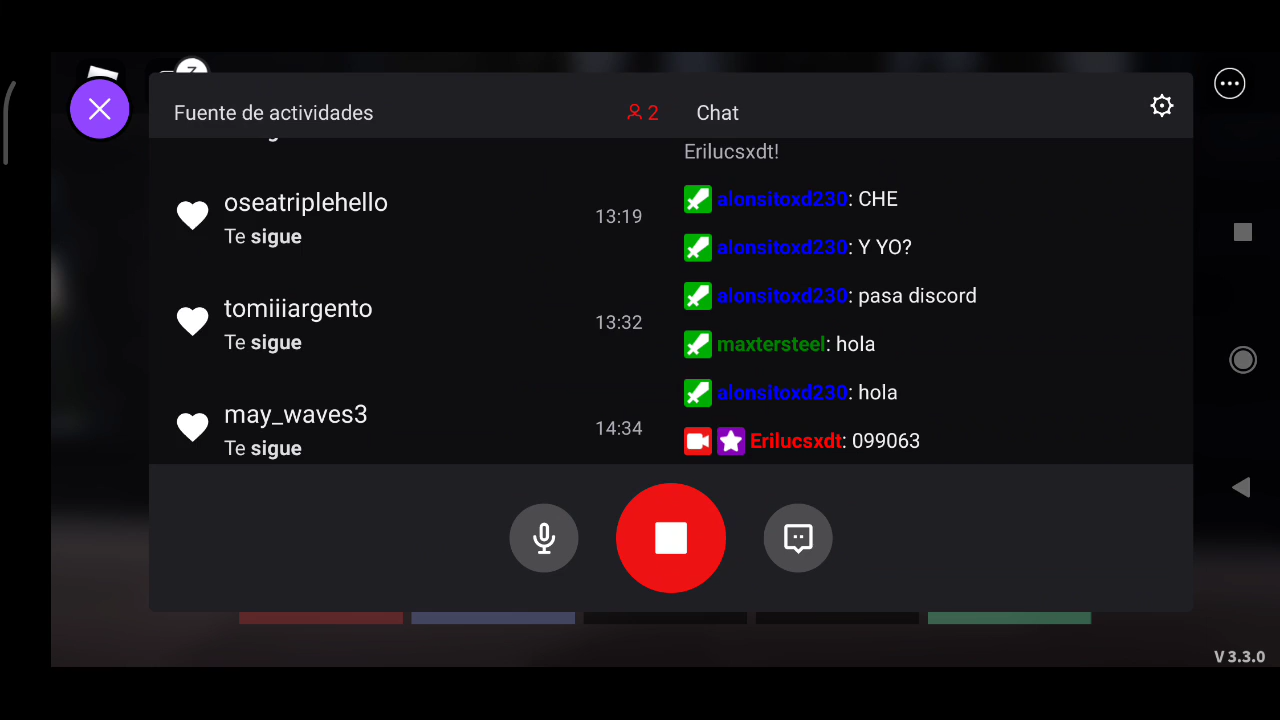 Fuente de actividades
2
Chat
oseatriplehello
Te sigue
13:19
tomiiiargento
Te sigue
13:32
may_waves3
Te sigue
14:34
Erilucsxdt!
alonsitoxd230: CHE
alonsitoxd230: Y YO?
alonsitoxd230: pasa discord
maxtersteel: hola
alonsitoxd230: hola
Erilucsxdt: 099063
V 3.3.0